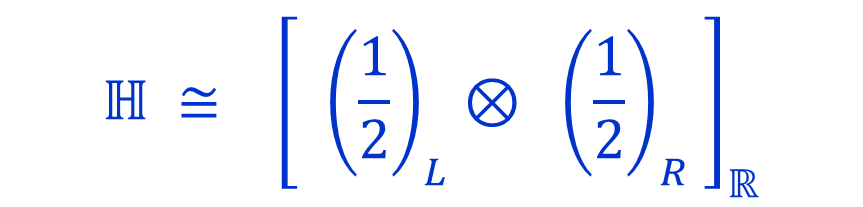 ℍ ≅ [ (1/2)_L ⊗ (1/2)_R ]_ℝ